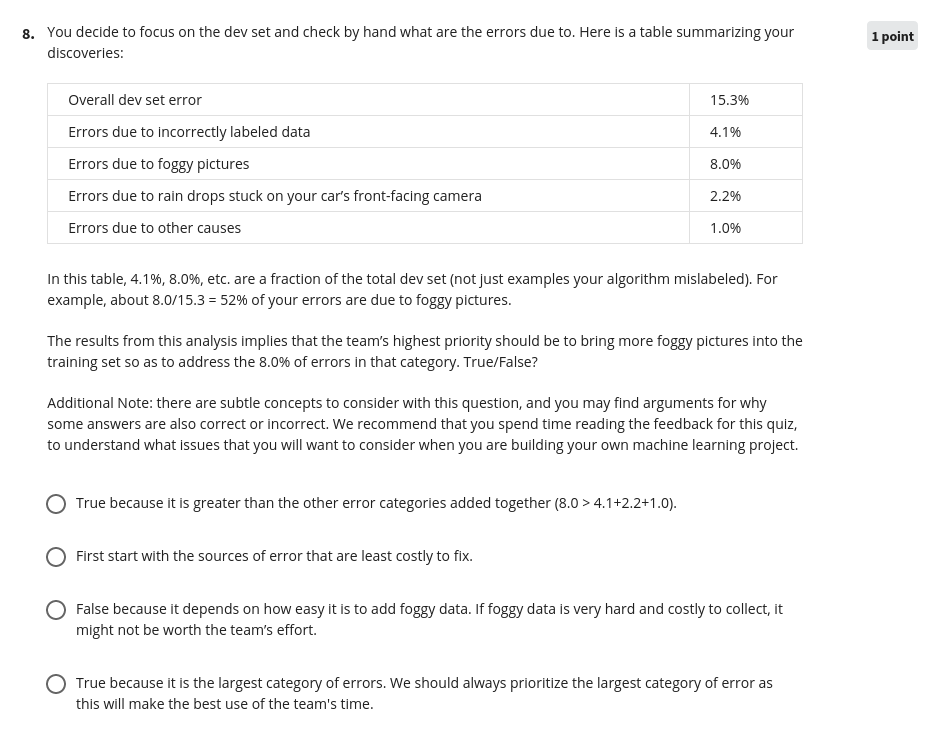 8. You decide to focus on the dev set and check by hand what are the errors due to. Here is a table summarizing your
discoveries:
1 point
Overall dev set error 15.3%
Errors due to incorrectly labeled data 4.1%
Errors due to foggy pictures 8.0%
Errors due to rain drops stuck on your car’s front-facing camera 2.2%
Errors due to other causes 1.0%
In this table, 4.1%, 8.0%, etc. are a fraction of the total dev set (not just examples your algorithm mislabeled). For
example, about 8.0/15.3 = 52% of your errors are due to foggy pictures.
The results from this analysis implies that the team’s highest priority should be to bring more foggy pictures into the
training set so as to address the 8.0% of errors in that category. True/False?
Additional Note: there are subtle concepts to consider with this question, and you may find arguments for why
some answers are also correct or incorrect. We recommend that you spend time reading the feedback for this quiz,
to understand what issues that you will want to consider when you are building your own machine learning project.
True because it is greater than the other error categories added together (8.0 > 4.1+2.2+1.0).
First start with the sources of error that are least costly to fix.
False because it depends on how easy it is to add foggy data. If foggy data is very hard and costly to collect, it
might not be worth the team’s effort.
True because it is the largest category of errors. We should always prioritize the largest category of error as
this will make the best use of the team's time.